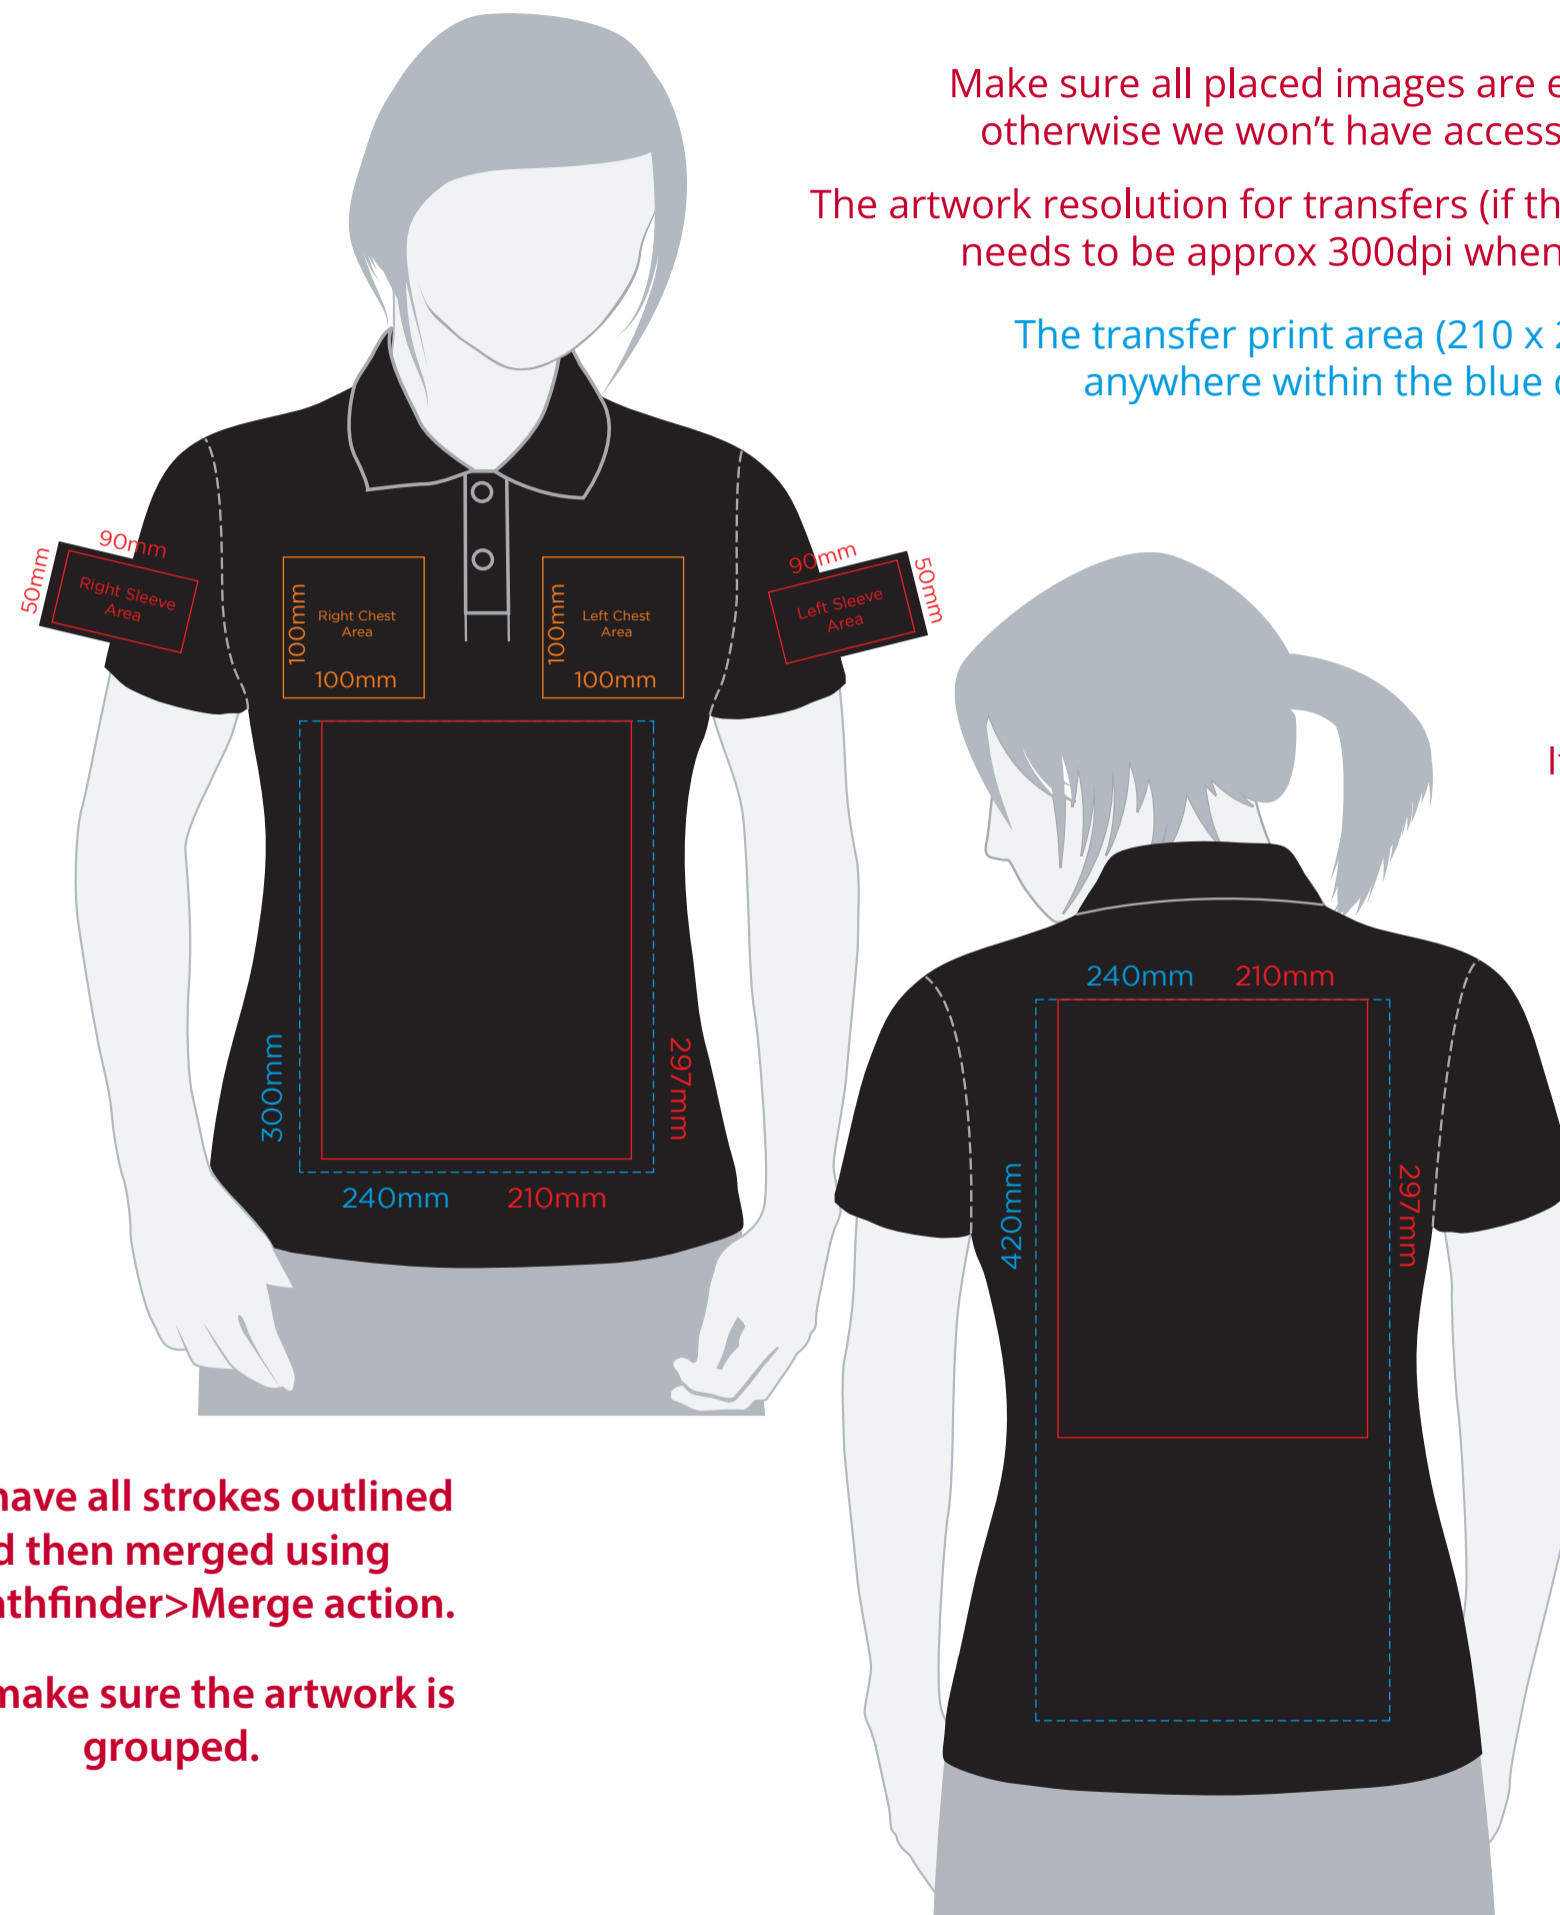 Make sure all placed images are
otherwise we won't have access
The artwork resolution for transfers (if
needs to be approx 300dpi when
The transfer print area (210 x
anywhere within the blue
90mm
50mm
Right Sleeve
Area
100mm
Right Chest
Area
100mm
100mm
Left Chest
Area
100mm
90mm
50mm
Left Sleeve
Area
300mm
297mm
240mm 210mm
240mm 210mm
420mm
297mm
have all strokes outlined
then merged using
>Merge action.
make sure the artwork is
grouped.